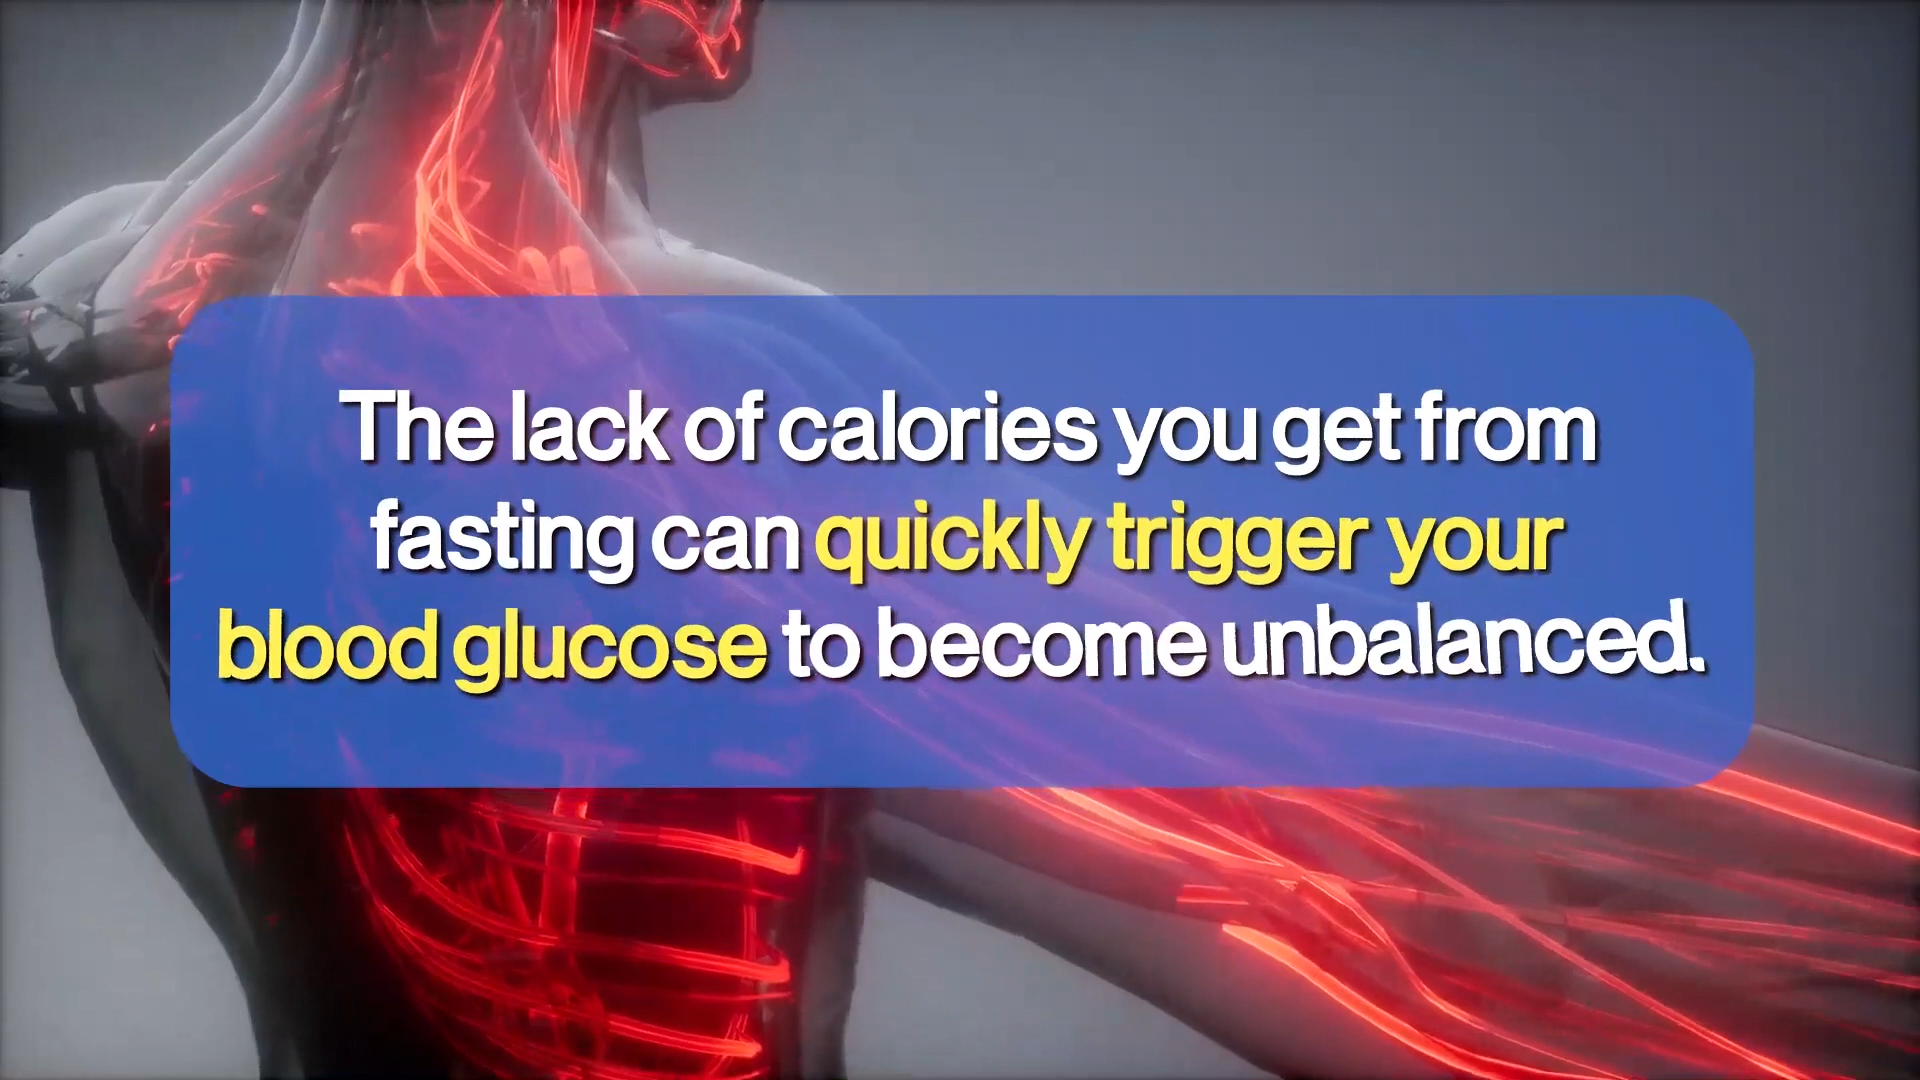 The lack of calories you get from
fasting can quickly trigger your
blood glucose to become unbalanced.